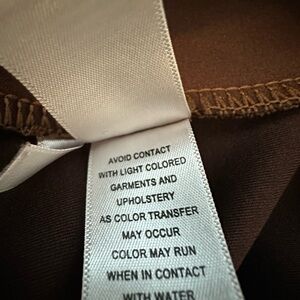 AVOID CONTACT
WITH LIGHT COLORED
GARMENTS AND
UPHOLSTERY
AS COLOR TRANSFER
MAY OCCUR
COLOR MAY RUN
WHEN IN CONTACT
WITH WATER